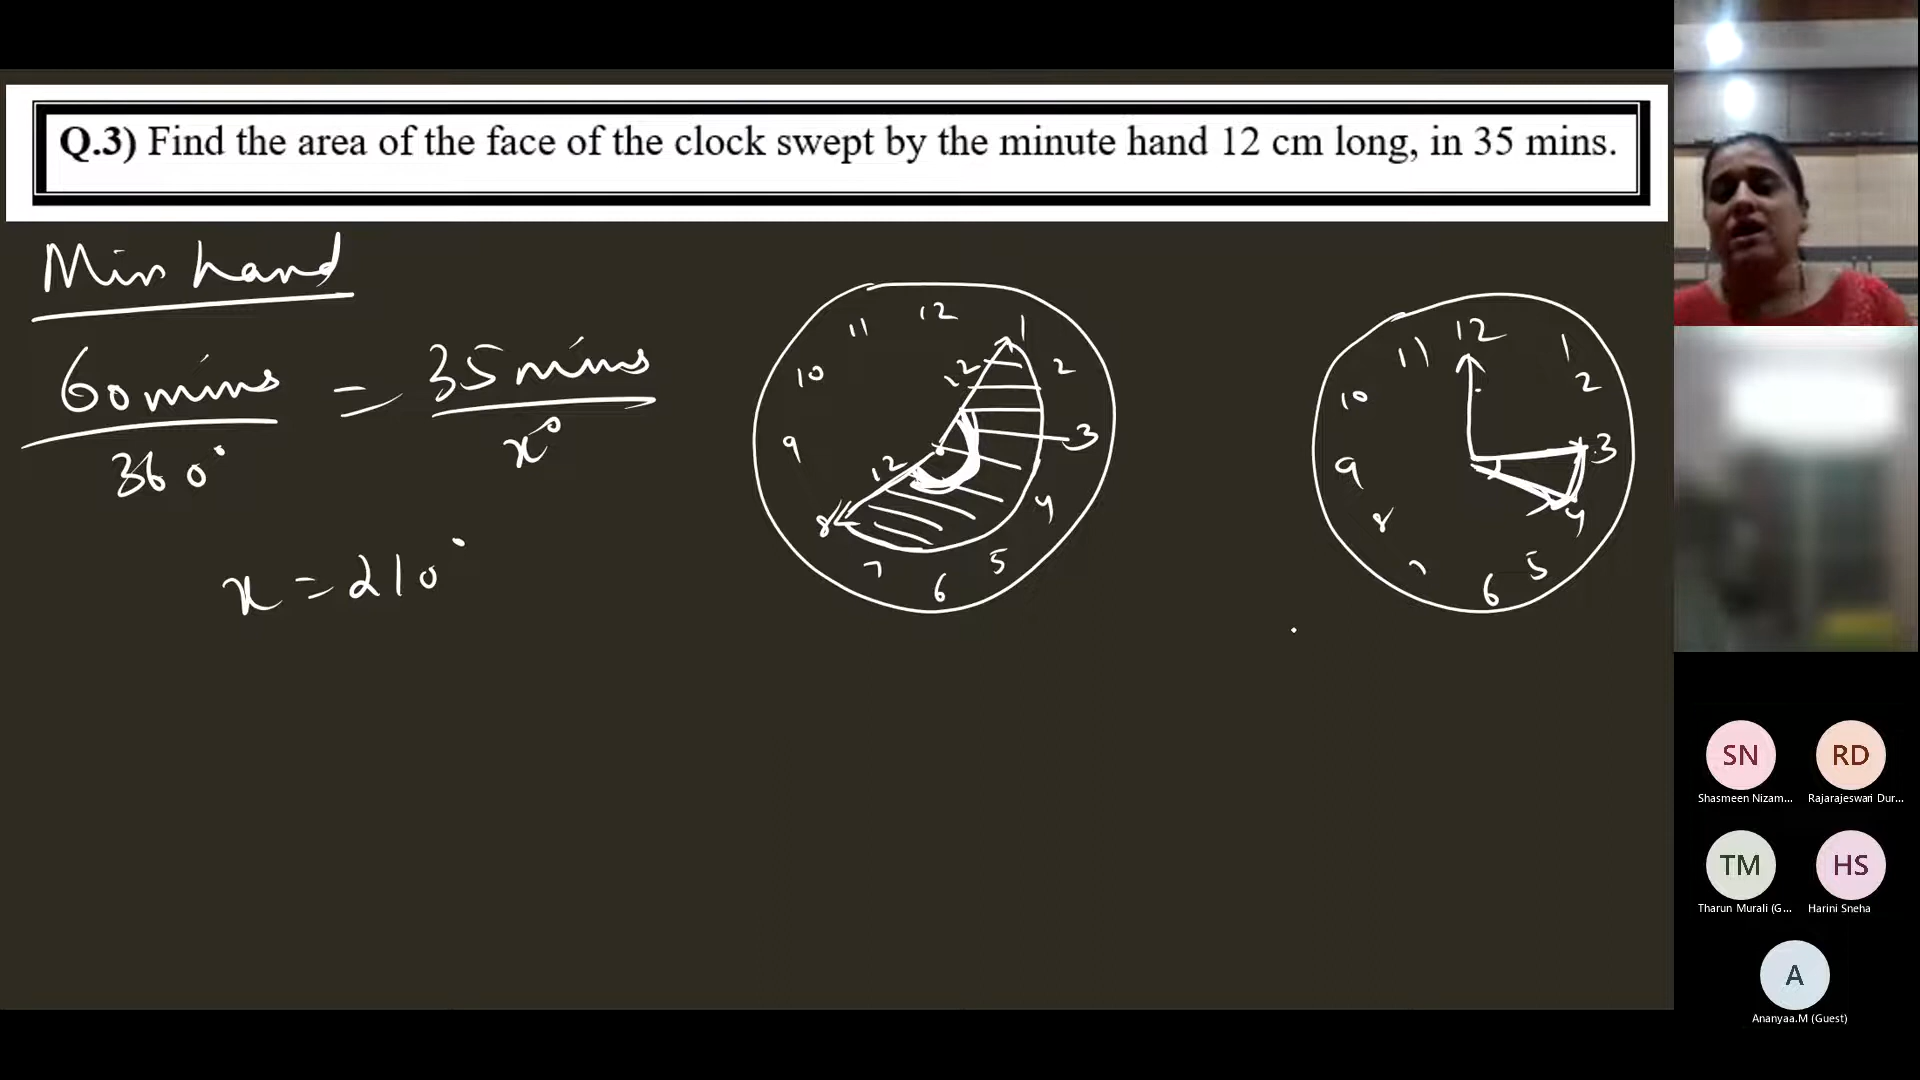 Q.3) Find the area of the face of the clock swept by the minute hand 12 cm long, in 35 mins.
Min hand
60 mins = 35 mins
360° x°
x = 210°
12
11 1
12
10 2
9 3
12
8 4
7 5
6
12
11 1
10 2
9 3
8 4
7 5
6
SN RD
Shasmeen Nizam... Rajarajeswari Dur...
TM HS
Tharun Murali (G... Harini Sneha
A
Ananyaa.M (Guest)